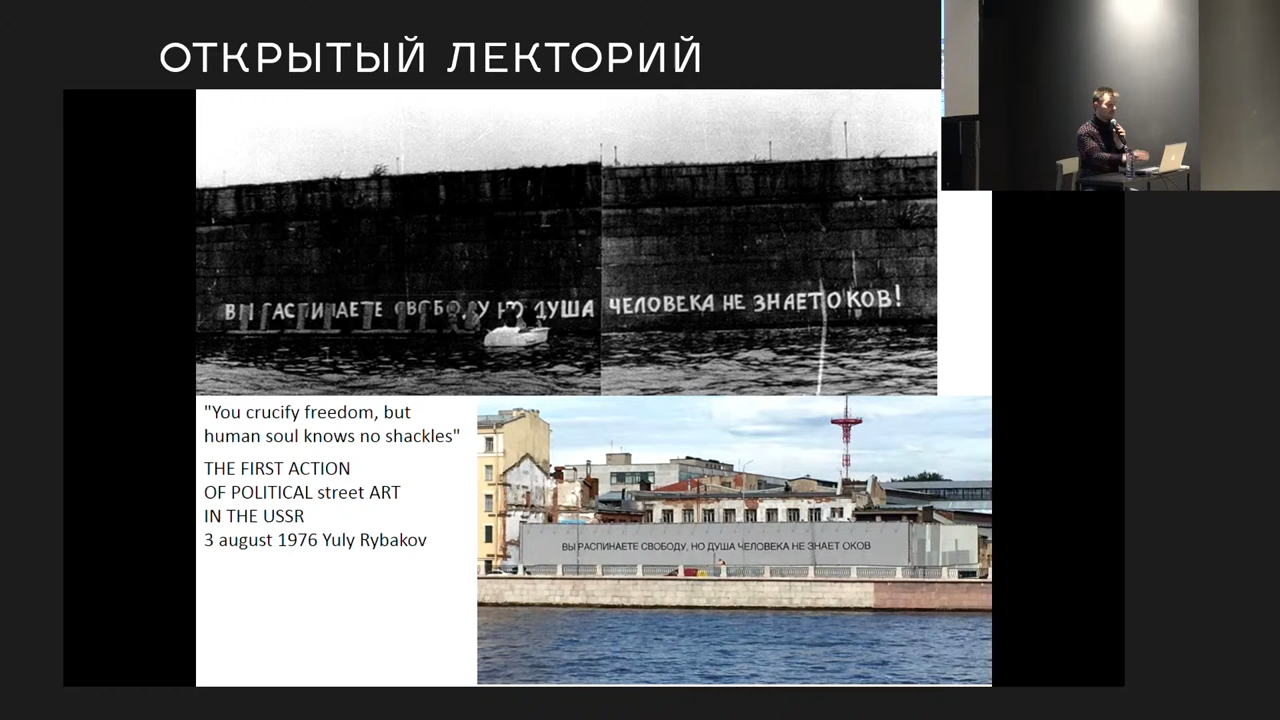 ОТКРЫТЫЙ ЛЕКТОРИЙ
ВЫ РАСПИНАЕТЕ СВОБОДУ НО ДУША ЧЕЛОВЕКА НЕ ЗНАЕТ ОКОВ!
"You crucify freedom, but
human soul knows no shackles"
THE FIRST ACTION
OF POLITICAL street ART
IN THE USSR
3 august 1976 Yuly Rybakov
ВЫ РАСПИНАЕТЕ СВОБОДУ, НО ДУША ЧЕЛОВЕКА НЕ ЗНАЕТ ОКОВ